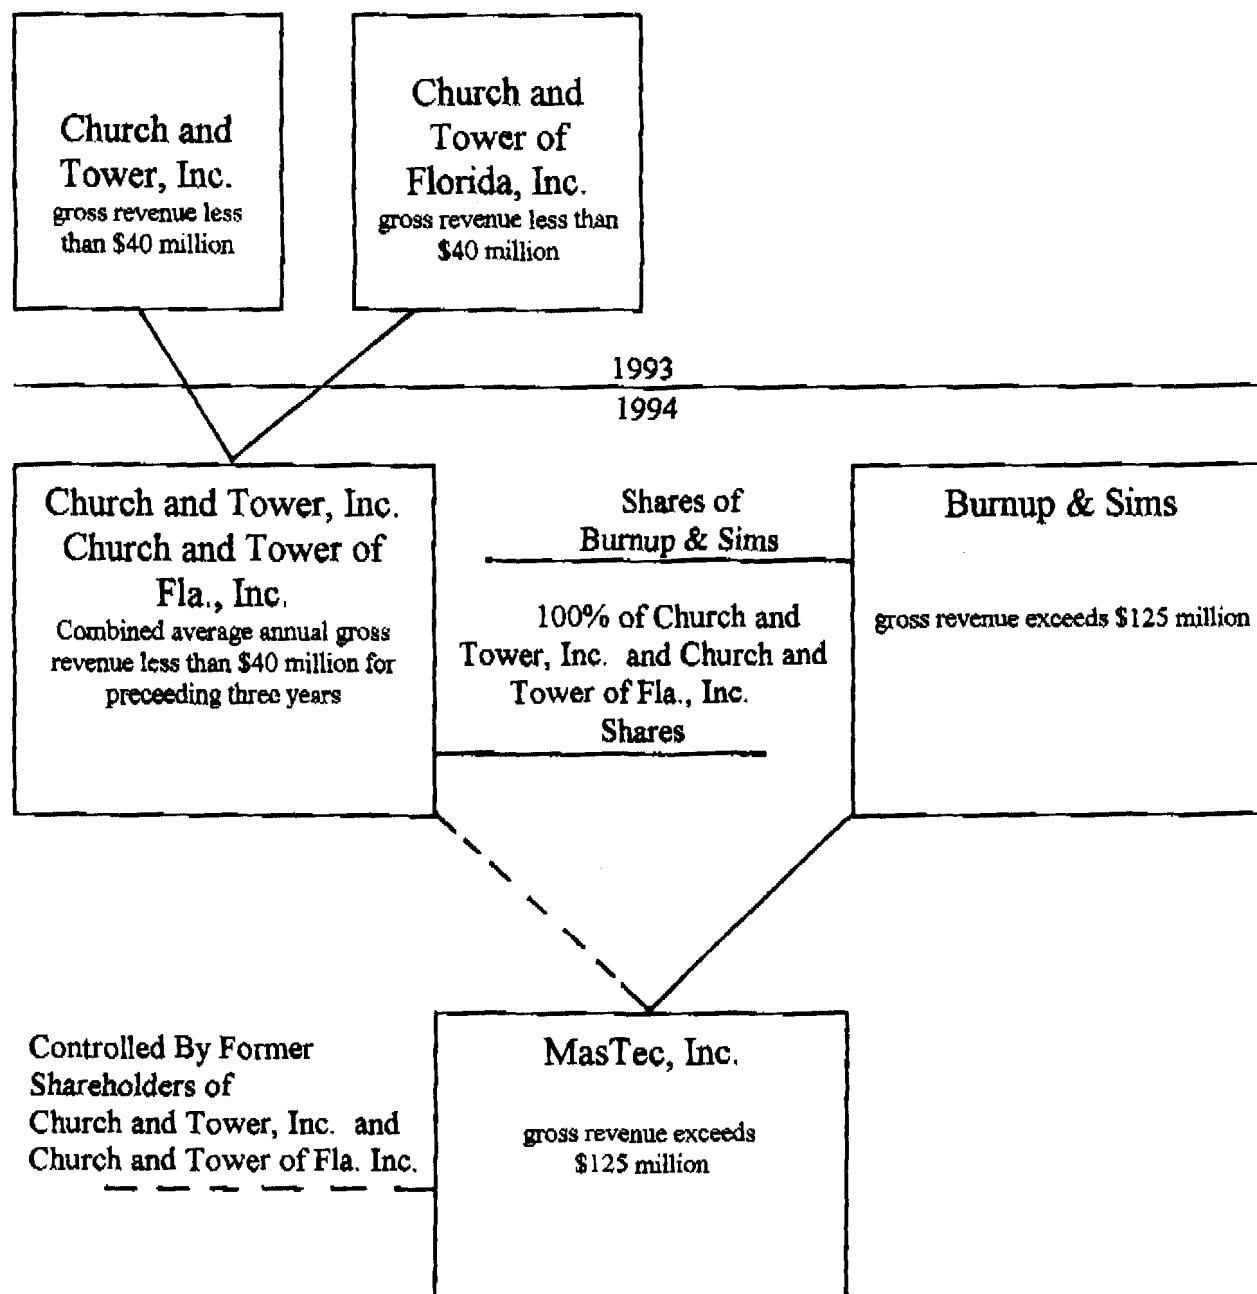 Church and
Tower, Inc.
gross revenue less
than $40 million
Church and
Tower of
Florida, Inc.
gross revenue less than
$40 million
1993
1994
Church and Tower, Inc.
Church and Tower of
Fla., Inc.
Combined average annual gross
revenue less than $40 million for
preceeding three years
Shares of
Burnup & Sims
100% of Church and
Tower, Inc. and Church and
Tower of Fla., Inc.
Shares
Burnup & Sims
gross revenue exceeds $125 million
Controlled By Former
Shareholders of
Church and Tower, Inc. and
Church and Tower of Fla. Inc.
MasTec, Inc.
gross revenue exceeds
$125 million